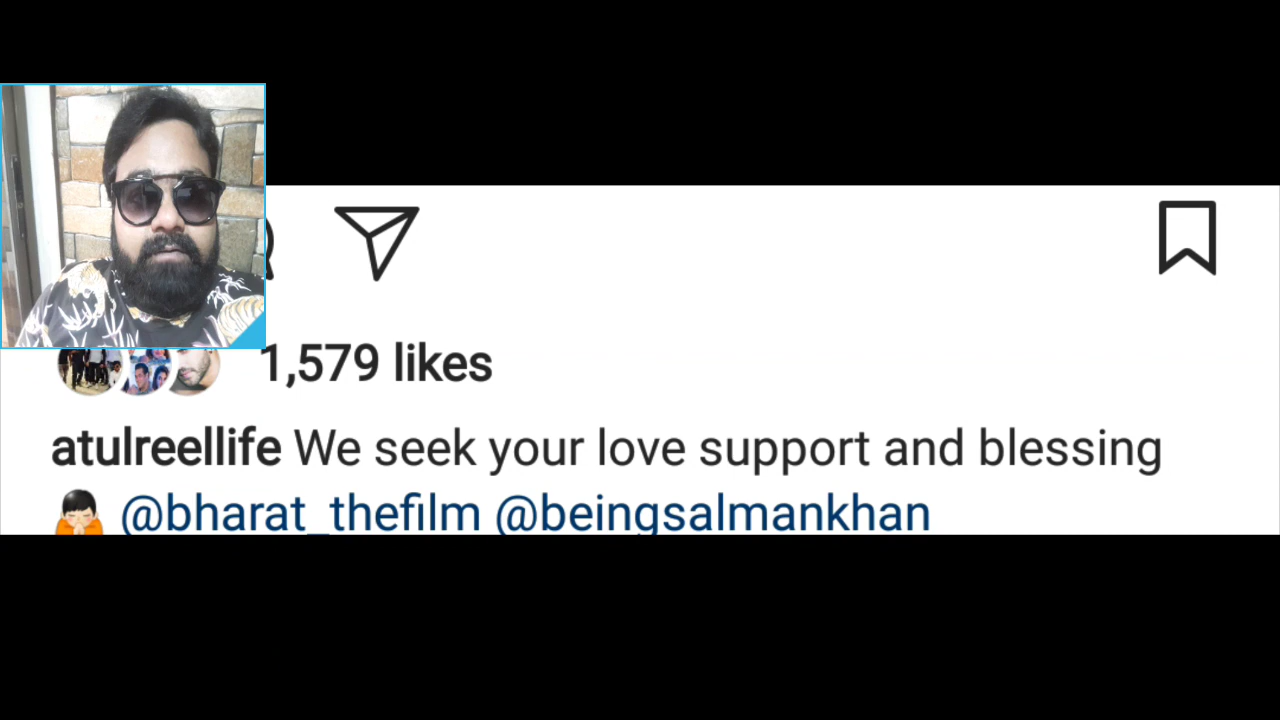 1,579 likes
atulreellife We seek your love support and blessing
🙏🏻 @bharat_thefilm @beingsalmankhan